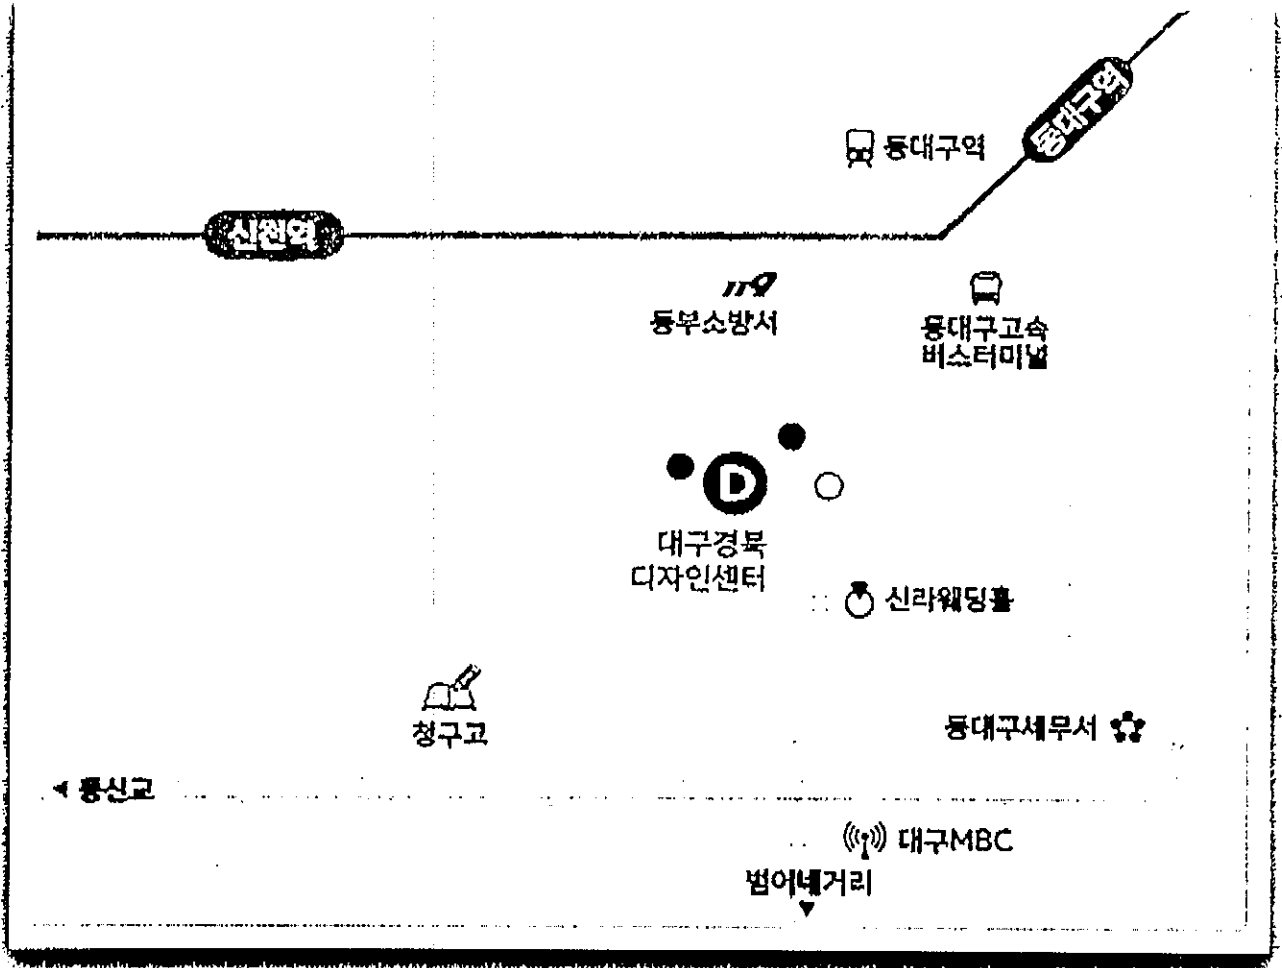 동대구역
동대구역
신천역
동부소방서
동대구고속
버스터미널
D
대구경북
디자인센터
신라웨딩홀
청구고
동대구세무서
동신교
대구MBC
범어네거리